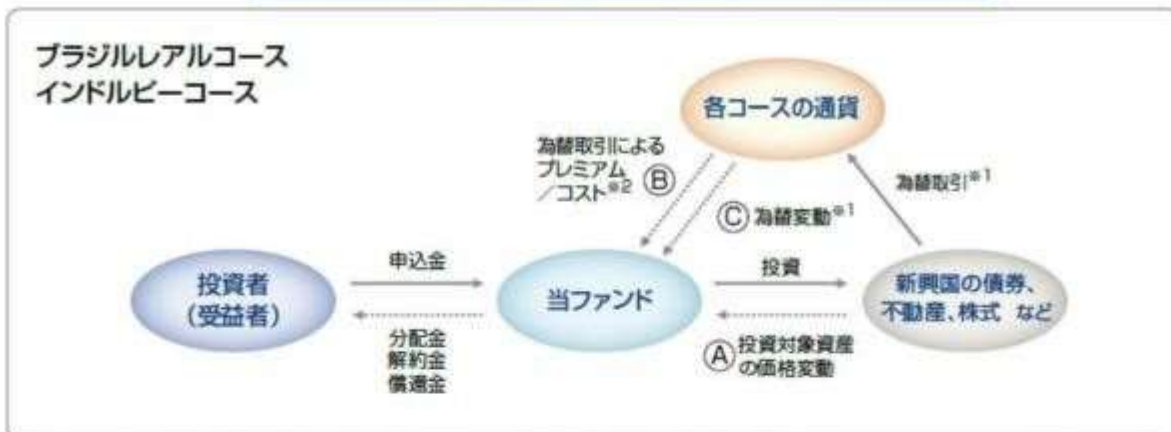 ブラジルレアルコース
インドルピーコース
各コースの通貨
為替取引による
プレミアム
／コスト※2 Ⓑ
Ⓒ 為替変動※1
為替取引※1
投資者
（受益者）
申込金
分配金
解約金
償還金
当ファンド
投資
Ⓐ 投資対象資産
の価格変動
新興国の債券、
不動産、株式 など